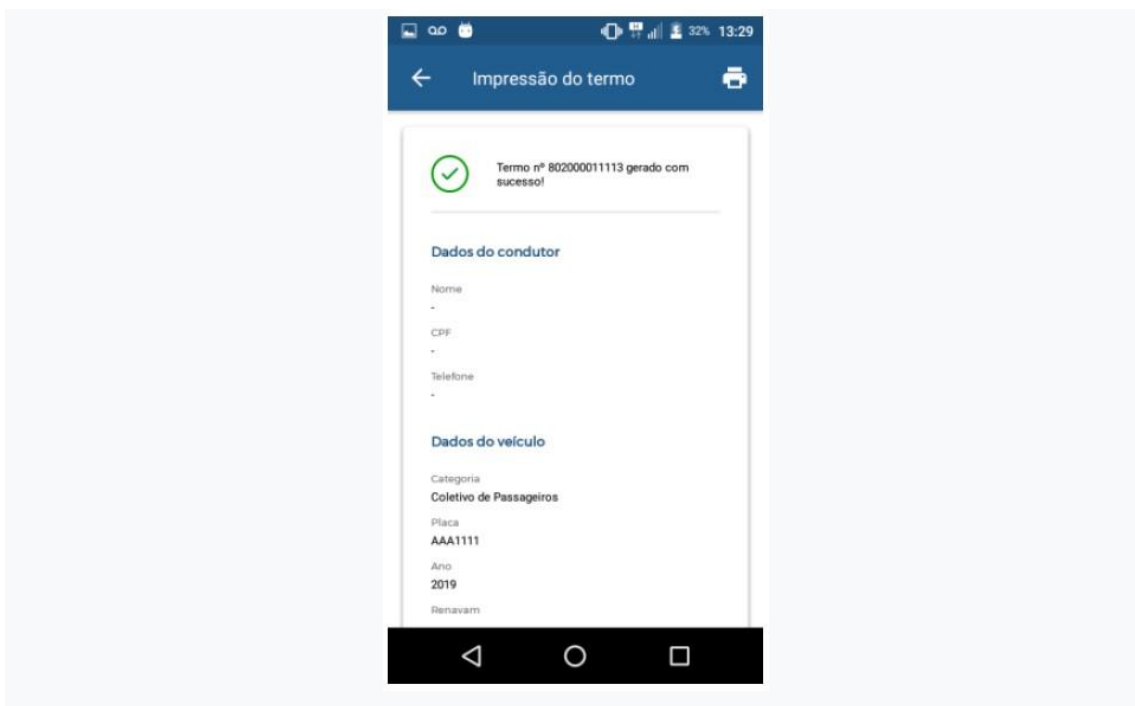 32% 13:29
Impressão do termo
Termo nº 802000011113 gerado com
sucesso!
Dados do condutor
Nome
-
CPF
-
Telefone
-
Dados do veículo
Categoria
Coletivo de Passageiros
Placa
AAA1111
Ano
2019
Renavam